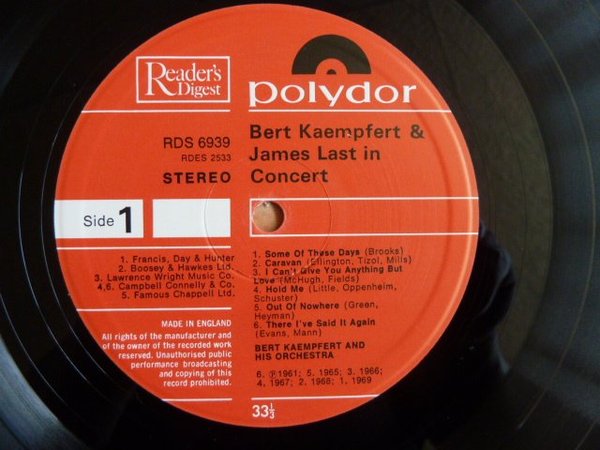 Reader's
Digest
polydor
RDS 6939
RDES 2533
STEREO
Bert Kaempfert &
James Last in
Concert
Side 1
1. Francis, Day & Hunter
2. Boosey & Hawkes Ltd.
3. Lawrence Wright Music Co.
4,6. Campbell Connelly & Co.
5. Famous Chappell Ltd.
1. Some Of These Days (Brooks)
2. Caravan (Ellington, Tizol, Mills)
3. I Can't Give You Anything But
Love (McHugh, Fields)
4. Hold Me (Little, Oppenheim,
Schuster)
5. Out Of Nowhere (Green,
Heyman)
6. There I've Said It Again
(Evans, Mann)
BERT KAEMPFERT AND
HIS ORCHESTRA
MADE IN ENGLAND
All rights of the manufacturer and
of the owner of the recorded work
reserved. Unauthorised public
performance broadcasting
and copying of this
record prohibited.
6. ℗1961; 5. 1965; 3. 1966;
4. 1967; 2. 1968; 1. 1969
33⅓